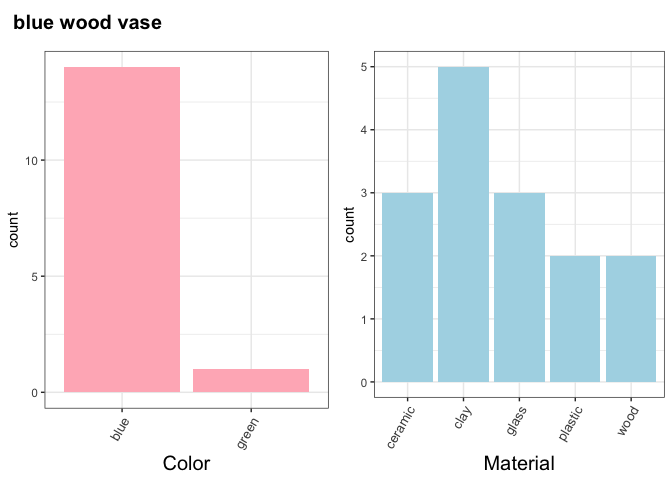 blue wood vase
count
10
5
0
blue
green
Color
count
5
4
3
2
1
0
ceramic
clay
glass
plastic
wood
Material